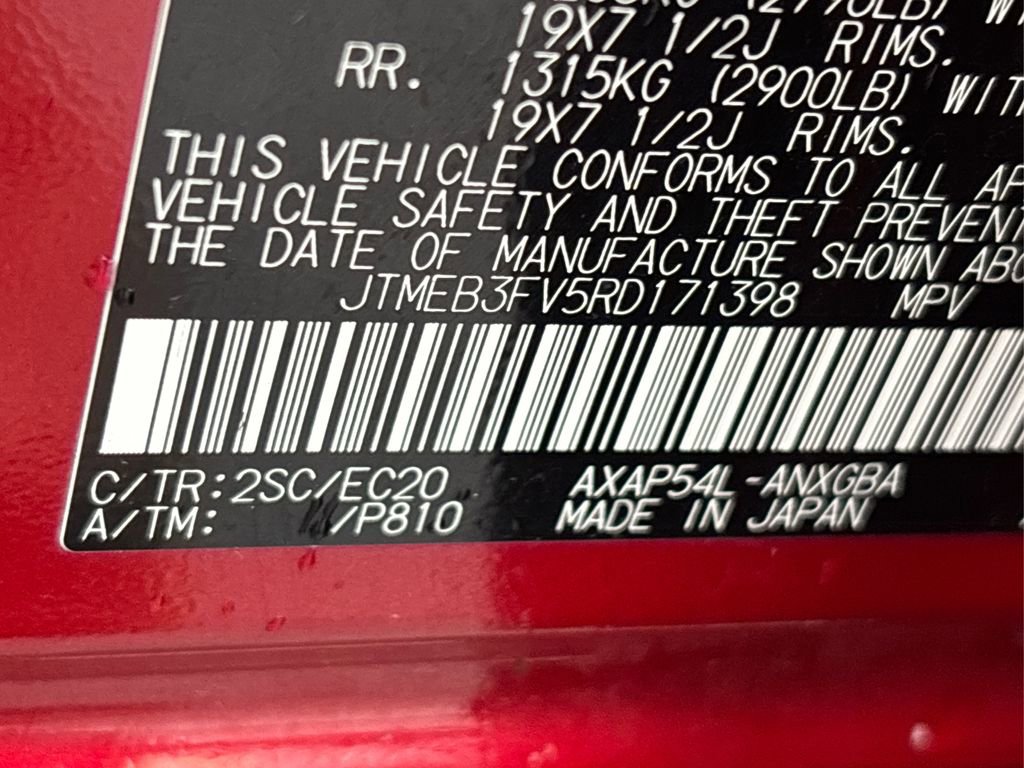 (2790LB)
19X7 1/2J RIMS.
RR. 1315KG (2900LB)
19X7 1/2J RIMS.
THIS VEHICLE CONFORMS TO ALL
VEHICLE SAFETY AND THEFT
THE DATE OF MANUFACTURE SHOWN
JTMEB3FV5RD171398 MPV
C/TR:2SC/EC20 AXAP54L-ANXGBA
A/TM: /P810 MADE IN JAPAN